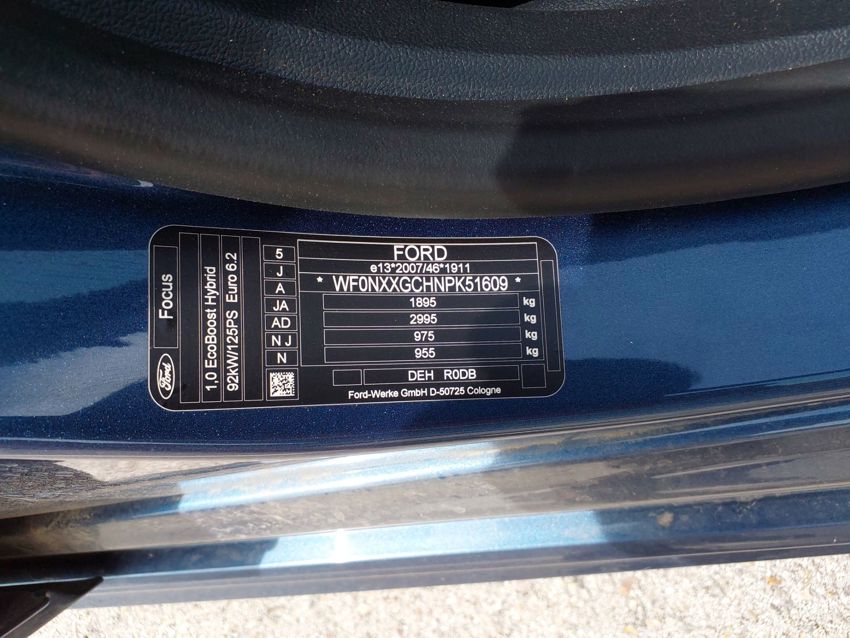 Focus
1,0 EcoBoost Hybrid
92kW/125PS Euro 6.2
Ford
5
J
A
JA
AD
N J
N
FORD
e13*2007/46*1911
* WF0NXXGCHNPK51609 *
1895 kg
2995 kg
975 kg
955 kg
DEH R0DB
Ford-Werke GmbH D-50725 Cologne